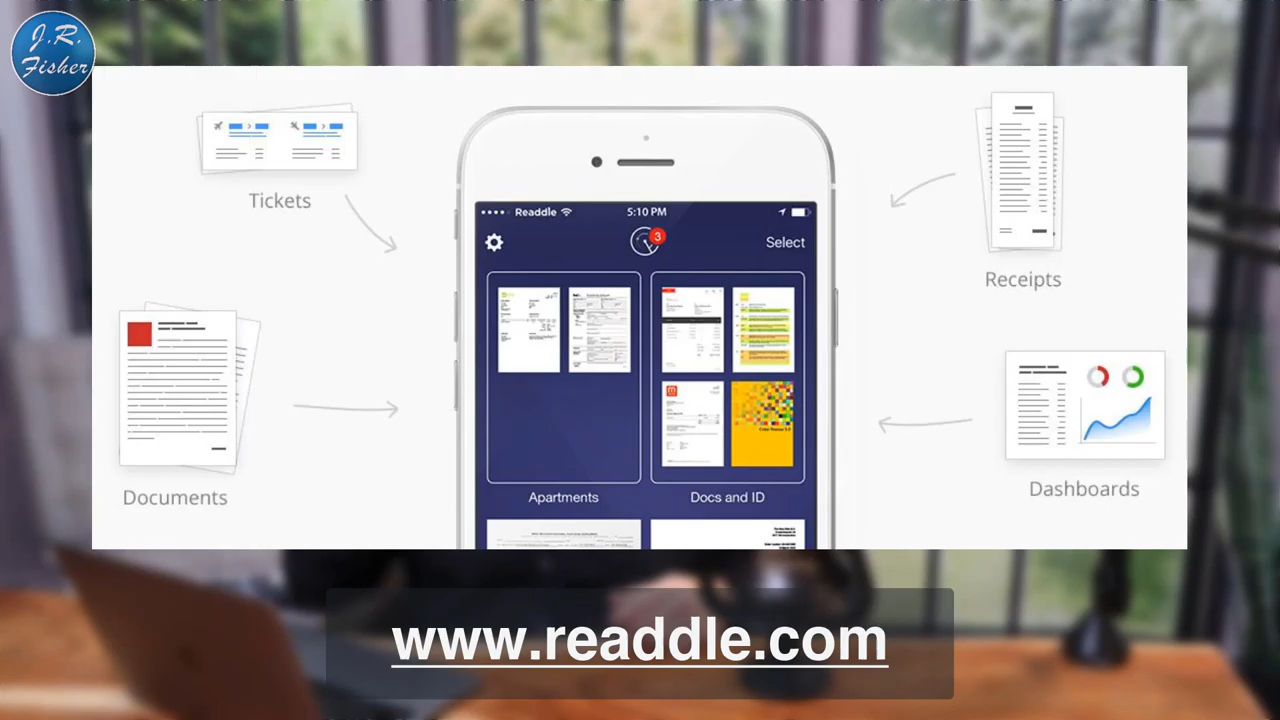 J.R.
Fisher
Tickets
Documents
Readdle
5:10 PM
3
Select
Apartments
Docs and ID
Receipts
Dashboards
www.readdle.com